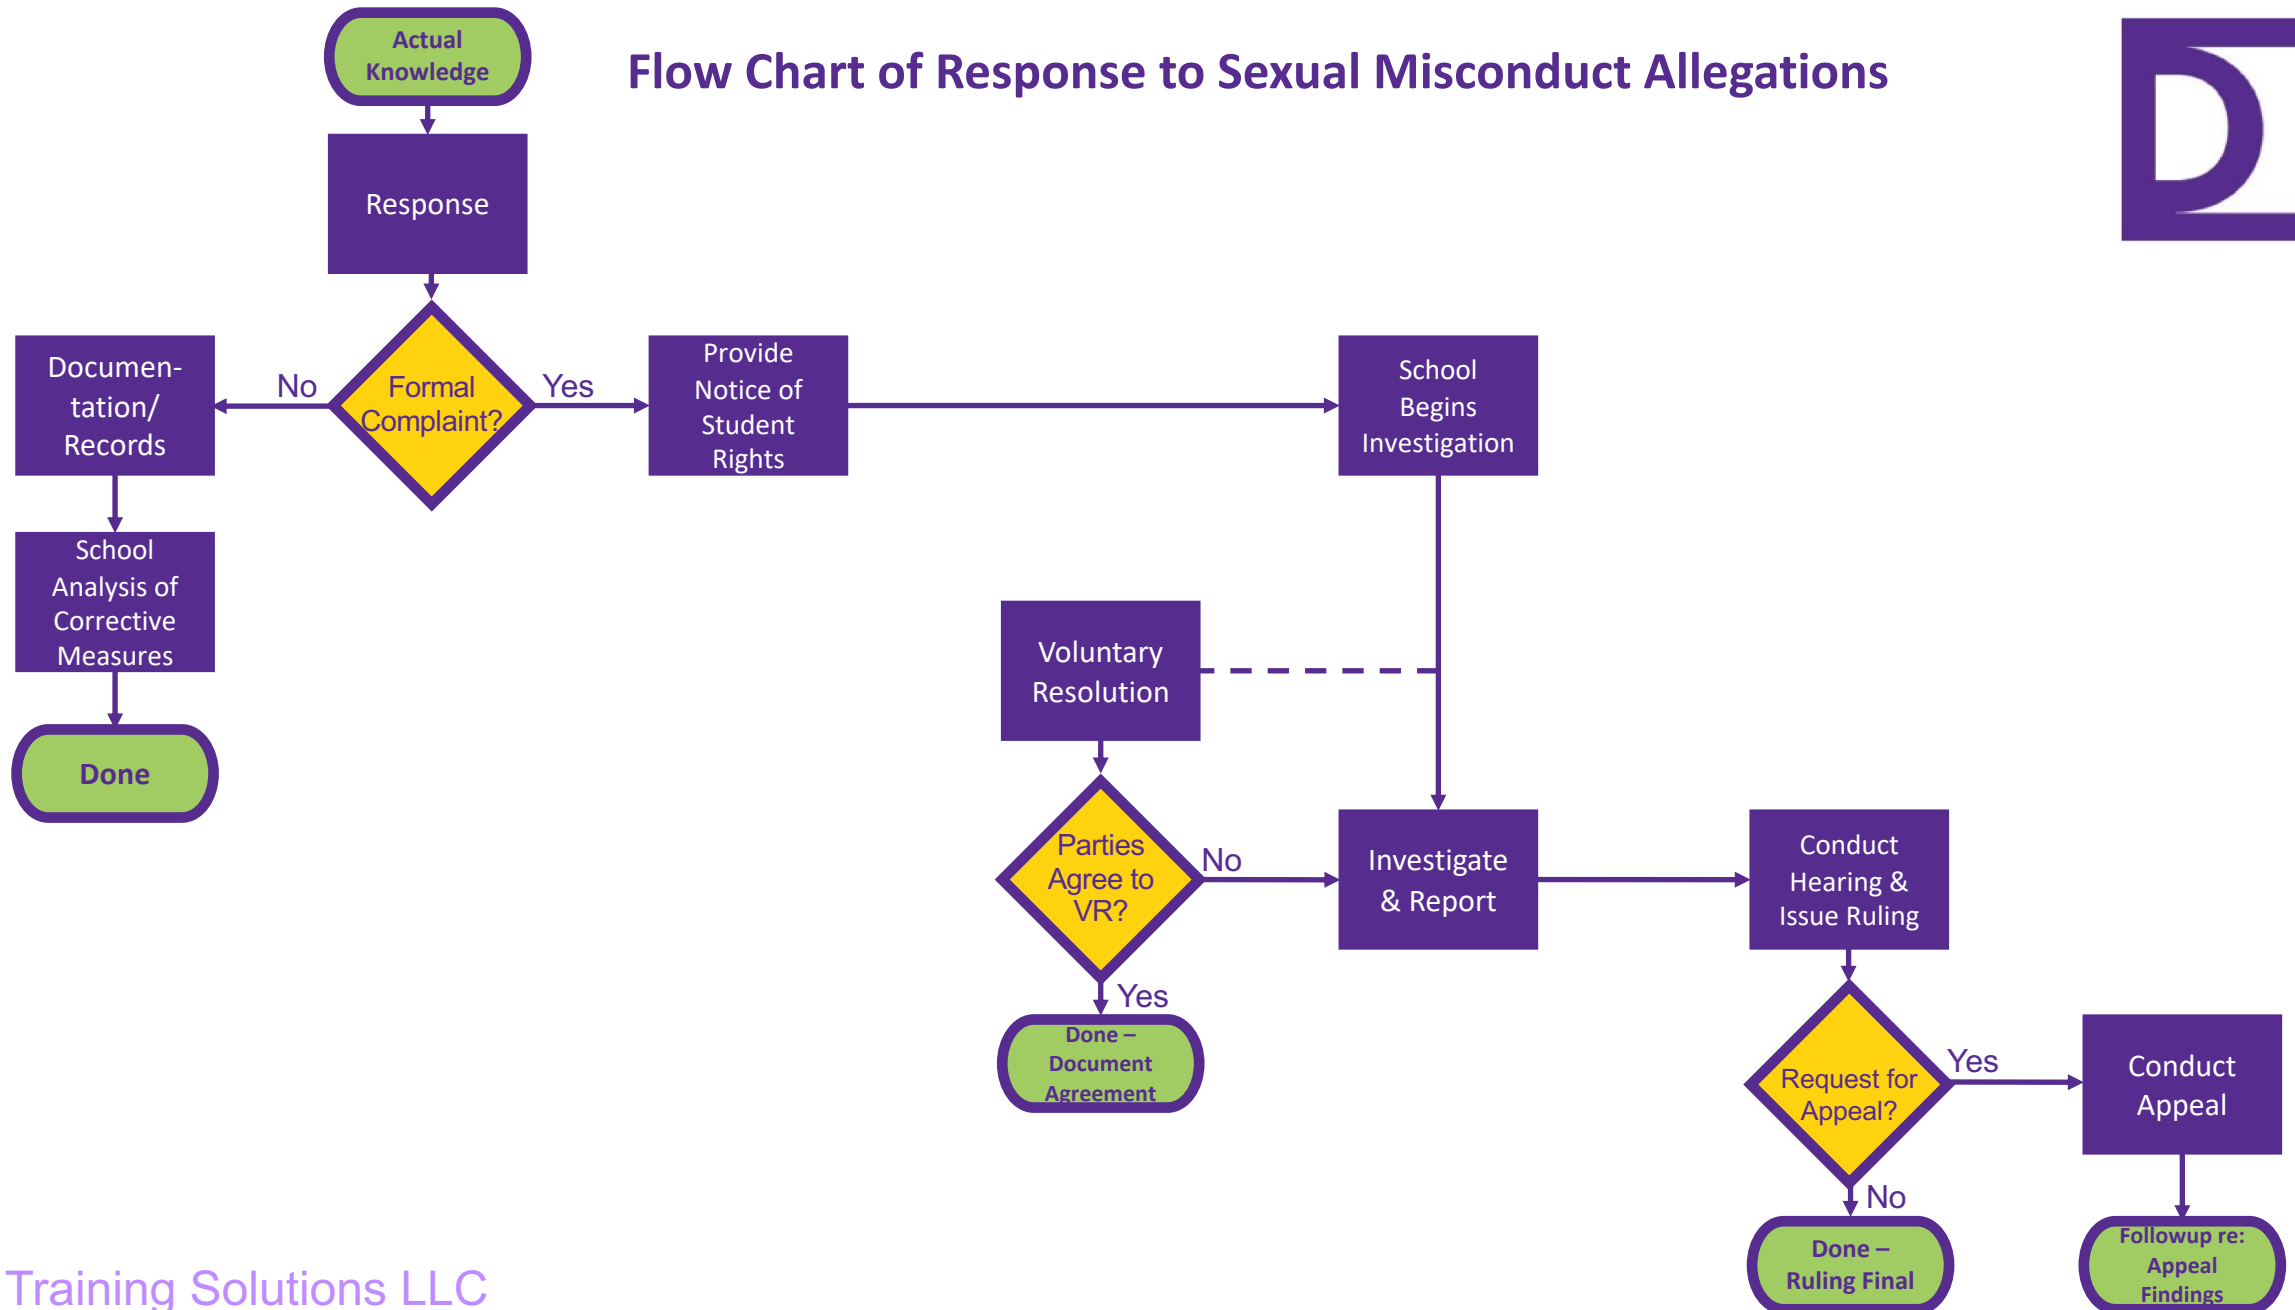 Actual
Knowledge
Flow Chart of Response to Sexual Misconduct Allegations
D
Response
Documen-
tation/
Records
No
Formal
Complaint?
Yes
Provide
Notice of
Student
Rights
School
Begins
Investigation
School
Analysis of
Corrective
Measures
Done
Voluntary
Resolution
Parties
Agree to
VR?
No
Yes
Done –
Document
Agreement
Investigate
& Report
Conduct
Hearing &
Issue Ruling
Request for
Appeal?
Yes
Conduct
Appeal
No
Done –
Ruling Final
Followup re:
Appeal
Findings
Training Solutions LLC